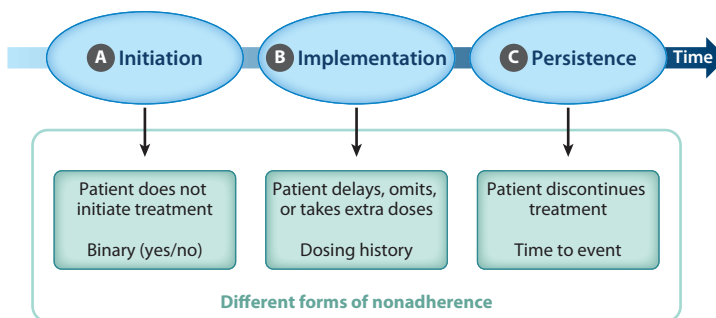 A Initiation
B Implementation
C Persistence
Time
Patient does not
initiate treatment
Binary (yes/no)
Patient delays, omits,
or takes extra doses
Dosing history
Patient discontinues
treatment
Time to event
Different forms of nonadherence